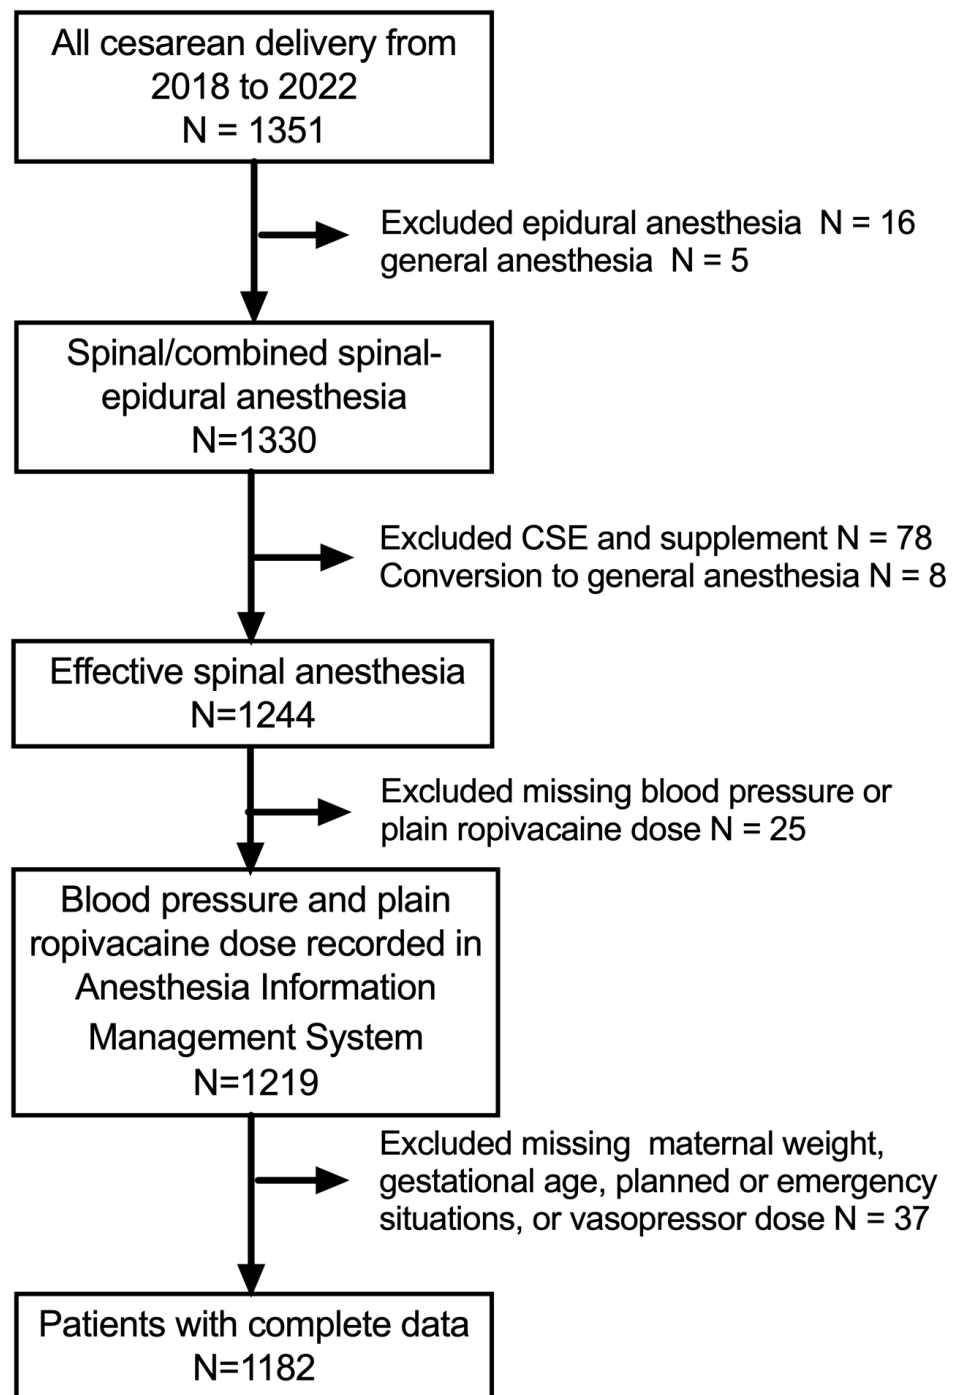 All cesarean delivery from
2018 to 2022
N = 1351
Excluded epidural anesthesia  N = 16
general anesthesia  N = 5
Spinal/combined spinal-
epidural anesthesia
N=1330
Excluded CSE and supplement N = 78
Conversion to general anesthesia N = 8
Effective spinal anesthesia
N=1244
Excluded missing blood pressure or
plain ropivacaine dose N = 25
Blood pressure and plain
ropivacaine dose recorded in
Anesthesia Information
Management System
N=1219
Excluded missing  maternal weight,
gestational age, planned or emergency
situations, or vasopressor dose N = 37
Patients with complete data
N=1182